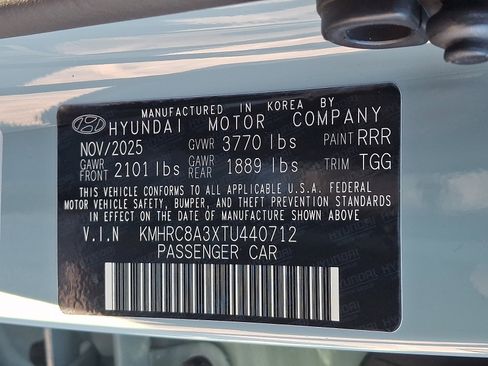 MANUFACTURED IN KOREA BY
HYUNDAI MOTOR COMPANY
NOV/2025 GVWR 3770 lbs PAINT RRR
GAWR FRONT 2101 lbs GAWR REAR 1889 lbs TRIM TGG
THIS VEHICLE CONFORMS TO ALL APPLICABLE U.S.A. FEDERAL
MOTOR VEHICLE SAFETY, BUMPER, AND THEFT PREVENTION STANDARDS
IN EFFECT ON THE DATE OF MANUFACTURE SHOWN ABOVE.
V.I.N KMHRC8A3XTU440712
PASSENGER CAR